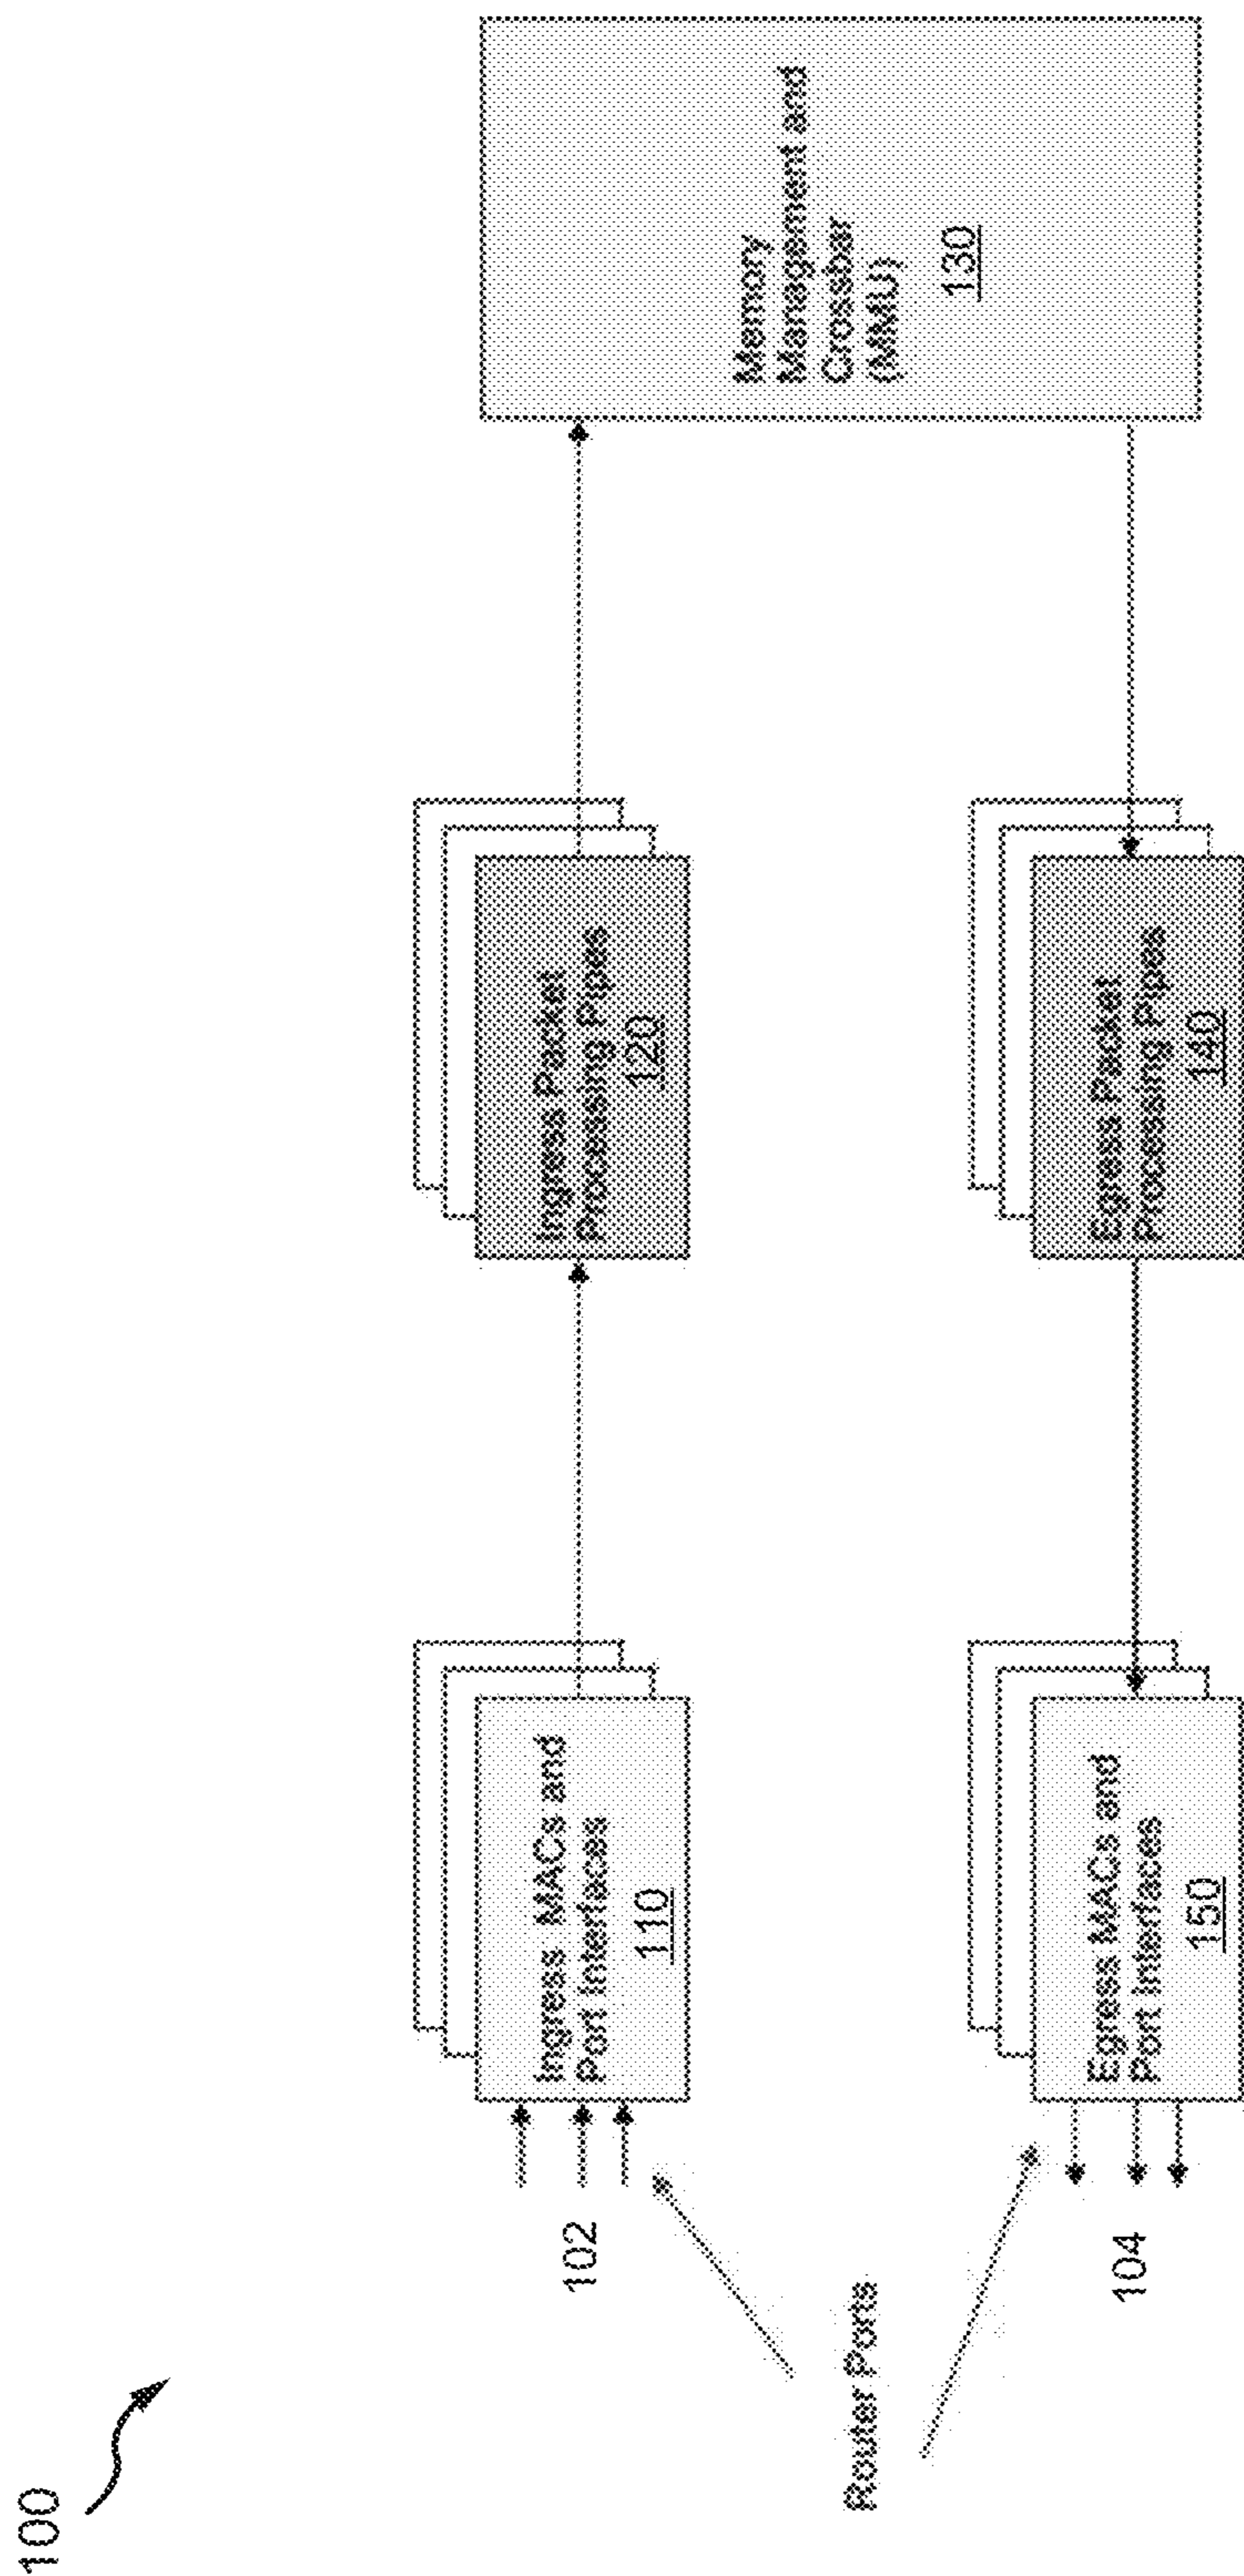 100
102
Ingress MACs and
Port Interfaces
110
Ingress Packet
Processing Pipes
120
Memory
Management and
Crossbar
(MMU)
130
Router Ports
104
Egress MACs and
Port Interfaces
150
Egress Packet
Processing Pipes
140